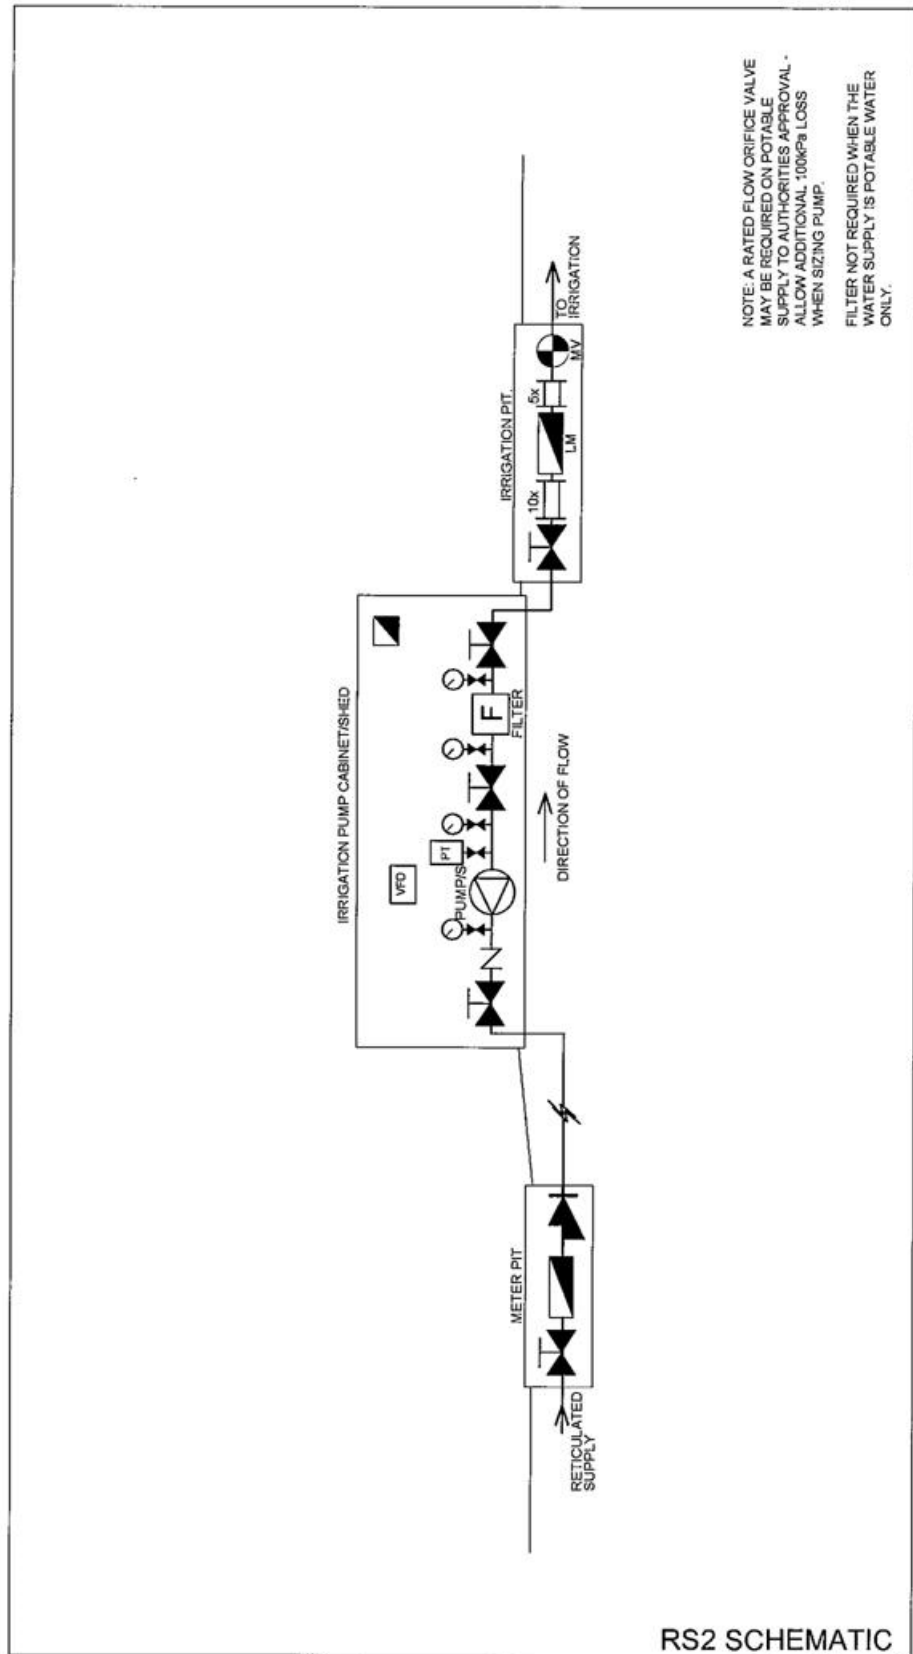 NOTE: A RATED FLOW ORIFICE VALVE
MAY BE REQUIRED ON POTABLE
SUPPLY TO AUTHORITIES APPROVAL -
ALLOW ADDITIONAL 100kPa LOSS
WHEN SIZING PUMP.
FILTER NOT REQUIRED WHEN THE
WATER SUPPLY IS POTABLE WATER
ONLY.
IRRIGATION PUMP CABINET/SHED
VFD
PT
PUMP/S
F
FILTER
DIRECTION OF FLOW
IRRIGATION PIT.
10x
LM
5x
MV
TO
IRRIGATION
METER PIT
RETICULATED
SUPPLY
RS2 SCHEMATIC